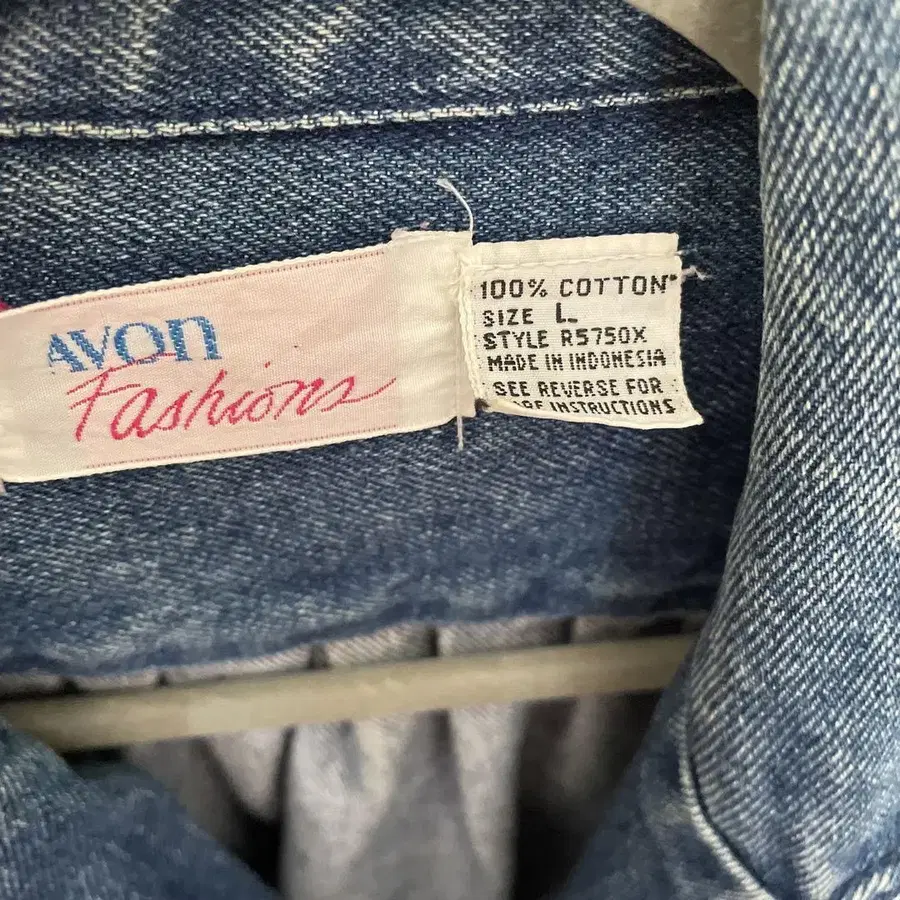 AVON
Fashions
100% COTTON
SIZE L
STYLE R5750X
MADE IN INDONESIA
SEE REVERSE FOR
INSTRUCTIONS